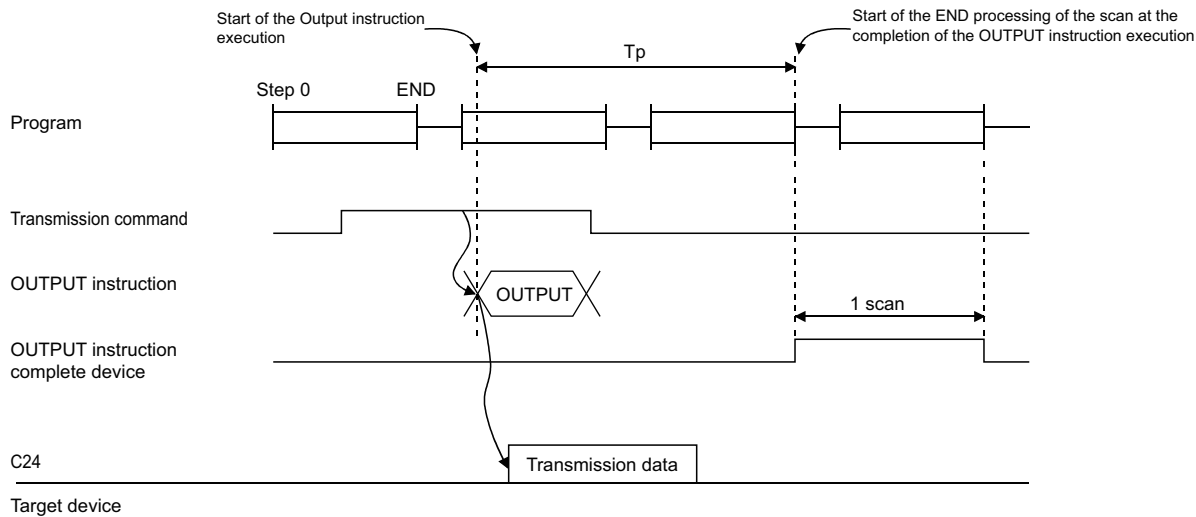 Start of the Output instruction
execution
Start of the END processing of the scan at the
completion of the OUTPUT instruction execution
Tp
Step 0
END
Program
Transmission command
OUTPUT instruction
OUTPUT
1 scan
OUTPUT instruction
complete device
C24
Transmission data
Target device